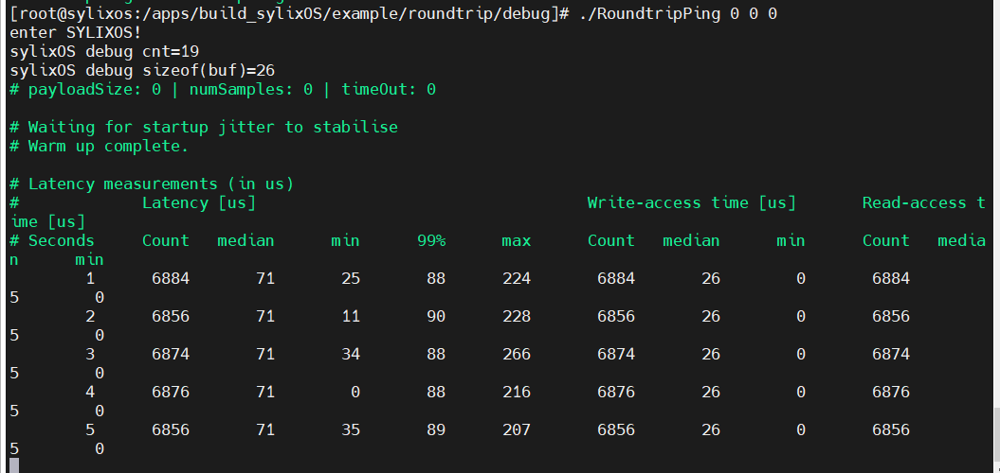 [root@sylixos:/apps/build_sylixOS/example/roundtrip/debug]# ./RoundtripPing 0 0 0
enter SYLIXOS!
sylixOS debug cnt=19
sylixOS debug sizeof(buf)=26
# payloadSize: 0 | numSamples: 0 | timeOut: 0
# Waiting for startup jitter to stabilise
# Warm up complete.
# Latency measurements (in us)
# Latency [us] Write-access time [us] Read-access t
ime [us]
# Seconds Count median min 99% max Count median min Count media
n min
1 6884 71 25 88 224 6884 26 0 6884
5 0
2 6856 71 11 90 228 6856 26 0 6856
5 0
3 6874 71 34 88 266 6874 26 0 6874
5 0
4 6876 71 0 88 216 6876 26 0 6876
5 0
5 6856 71 35 89 207 6856 26 0 6856
5 0